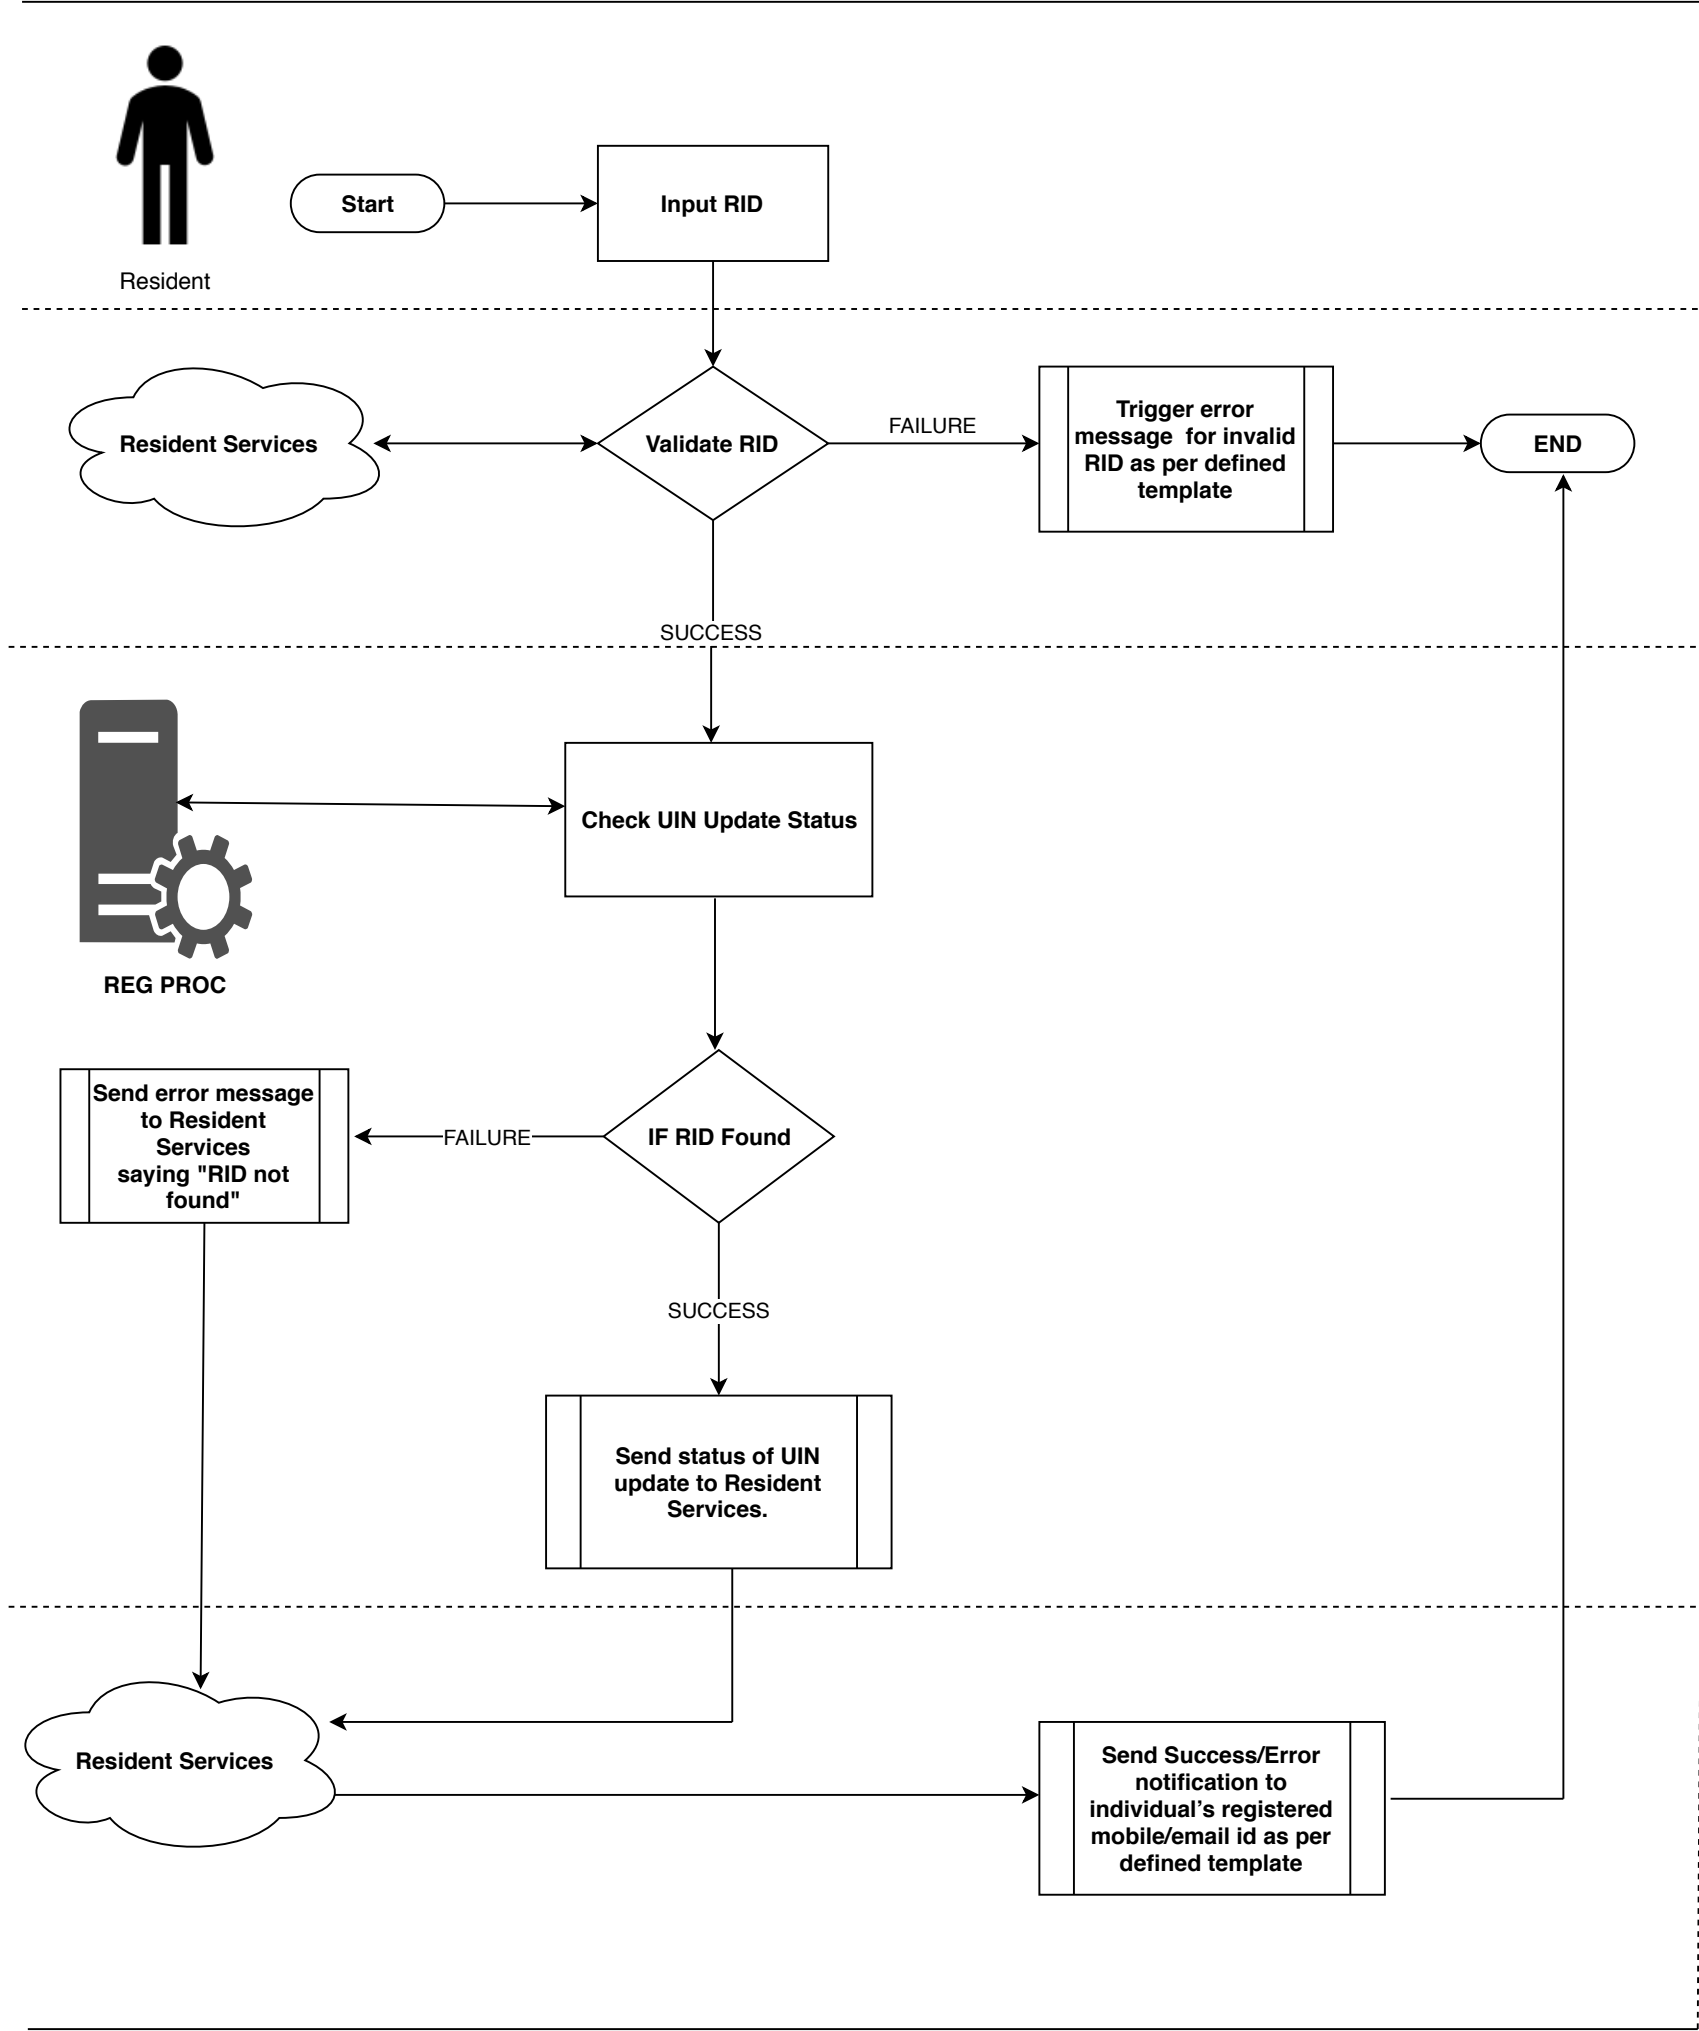 Start
Input RID
Resident
Resident Services
Validate RID
FAILURE
Trigger error
message  for invalid
RID as per defined
template
END
SUCCESS
Check UIN Update Status
REG PROC
Send error message
to Resident
Services
saying "RID not
found"
FAILURE
IF RID Found
SUCCESS
Send status of UIN
update to Resident
Services.
Resident Services
Send Success/Error
notification to
individual’s registered
mobile/email id as per
defined template